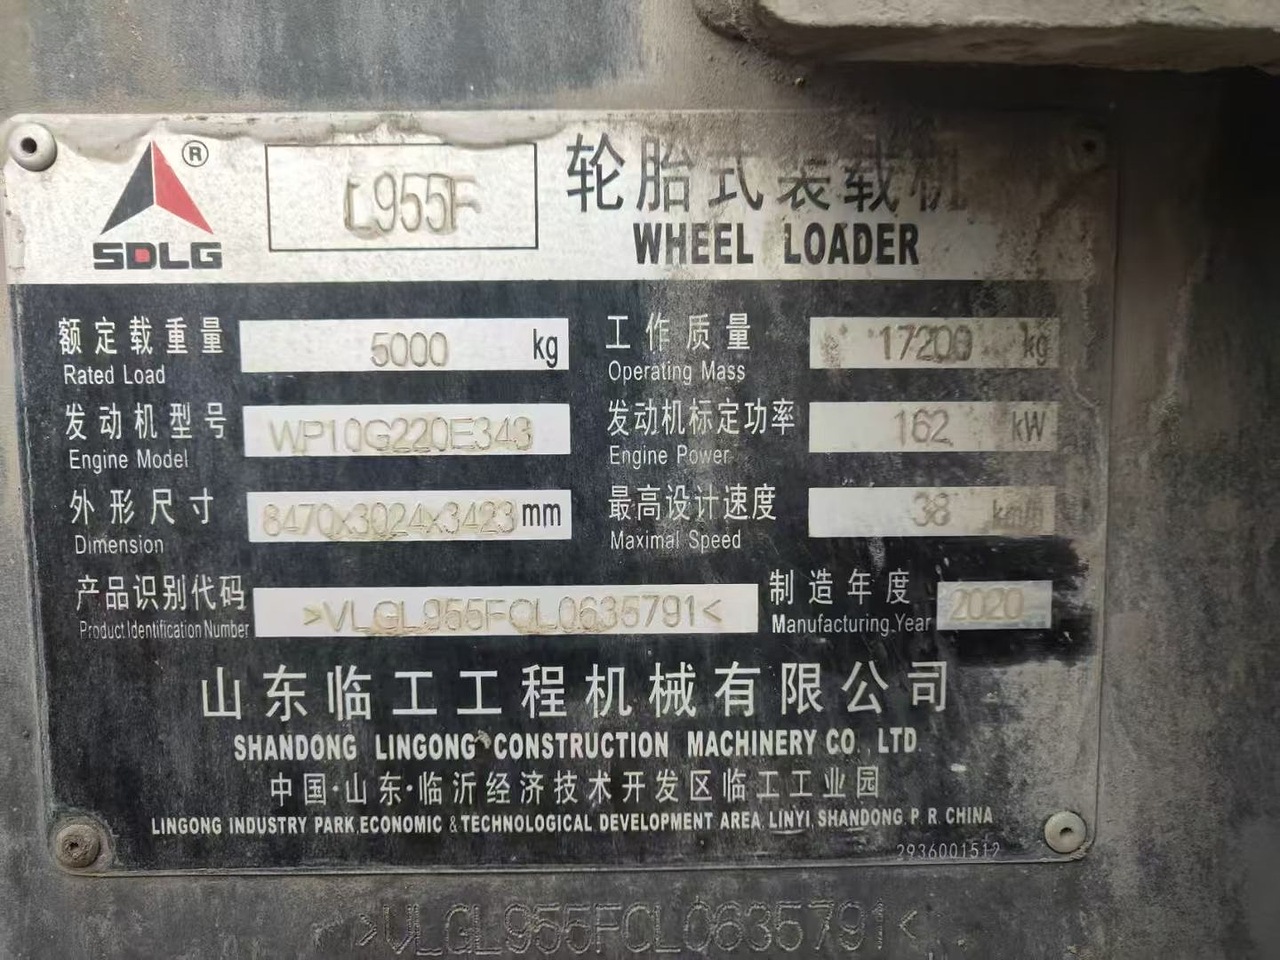 SDLG ®
L955F
轮胎式装载机
WHEEL LOADER
额定载重量 5000 kg
Rated Load
工作质量 17200 kg
Operating Mass
发动机型号 WP10G220E343
Engine Model
发动机标定功率 162 kW
Engine Power
外形尺寸 8470x3024x3423 mm
Dimension
最高设计速度 38 km/h
Maximal Speed
产品识别代码 >VLGL955FCL0635791<
Product Identification Number
制造年度 2020
Manufacturing Year
山东临工工程机械有限公司
SHANDONG LINGONG CONSTRUCTION MACHINERY CO., LTD.
中国·山东·临沂经济技术开发区临工工业园
LINGONG INDUSTRY PARK,ECONOMIC & TECHNOLOGICAL DEVELOPMENT AREA, LINYI, SHANDONG, P. R. CHINA
2936001512
>VLGL955FCL0635791<